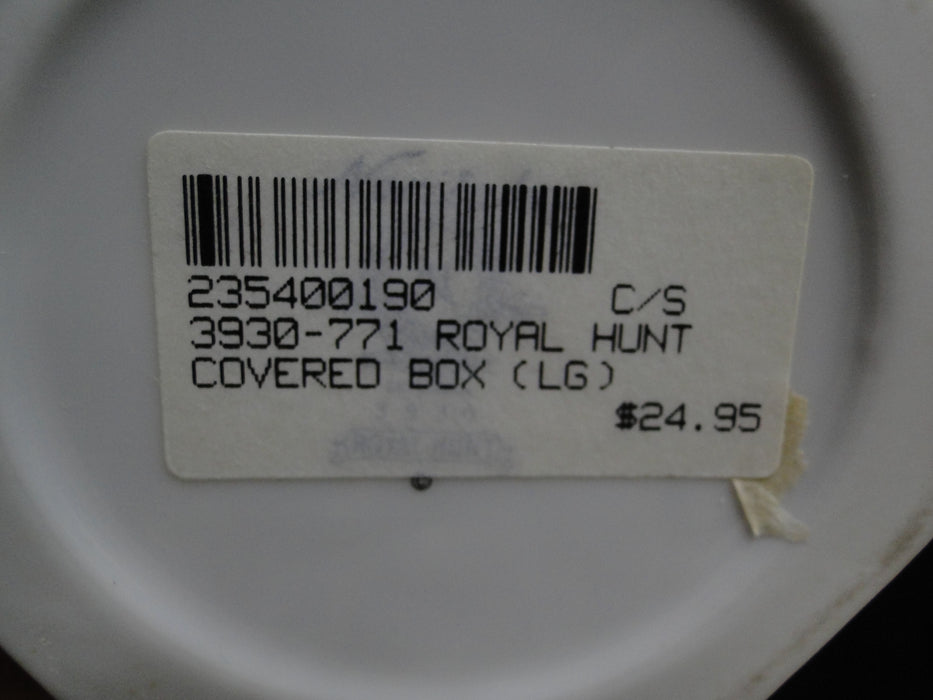 235400190 C/S
3930-771 ROYAL HUNT
COVERED BOX (LG)
$24.95